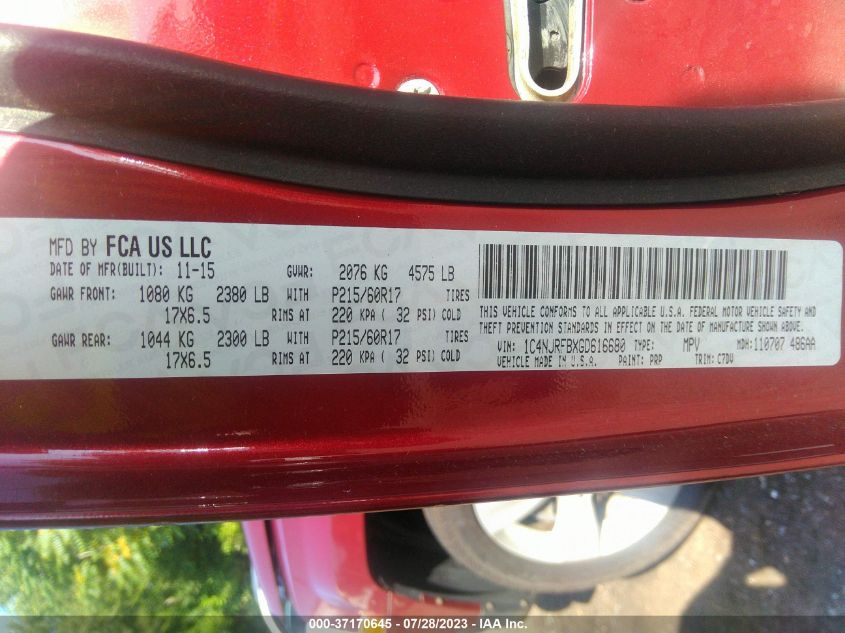 MFD BY FCA US LLC
DATE OF MFR(BUILT): 11-15 GVWR: 2076 KG 4575 LB
GAWR FRONT: 1080 KG 2380 LB WITH P215/60R17 TIRES
17X6.5 RIMS AT 220 KPA ( 32 PSI) COLD
GAWR REAR: 1044 KG 2300 LB WITH P215/60R17 TIRES
17X6.5 RIMS AT 220 KPA ( 32 PSI) COLD
THIS VEHICLE CONFORMS TO ALL APPLICABLE U.S.A. FEDERAL MOTOR VEHICLE SAFETY AND
THEFT PREVENTION STANDARDS IN EFFECT ON THE DATE OF MANUFACTURE SHOWN ABOVE.
VIN: 1C4NJRFBXGD616680 TYPE: MPV MDH: 110707 486AA
VEHICLE MADE IN U.S.A. PAINT: PRP TRIM: C7DV
000-37170645 - 07/28/2023 - IAA Inc.